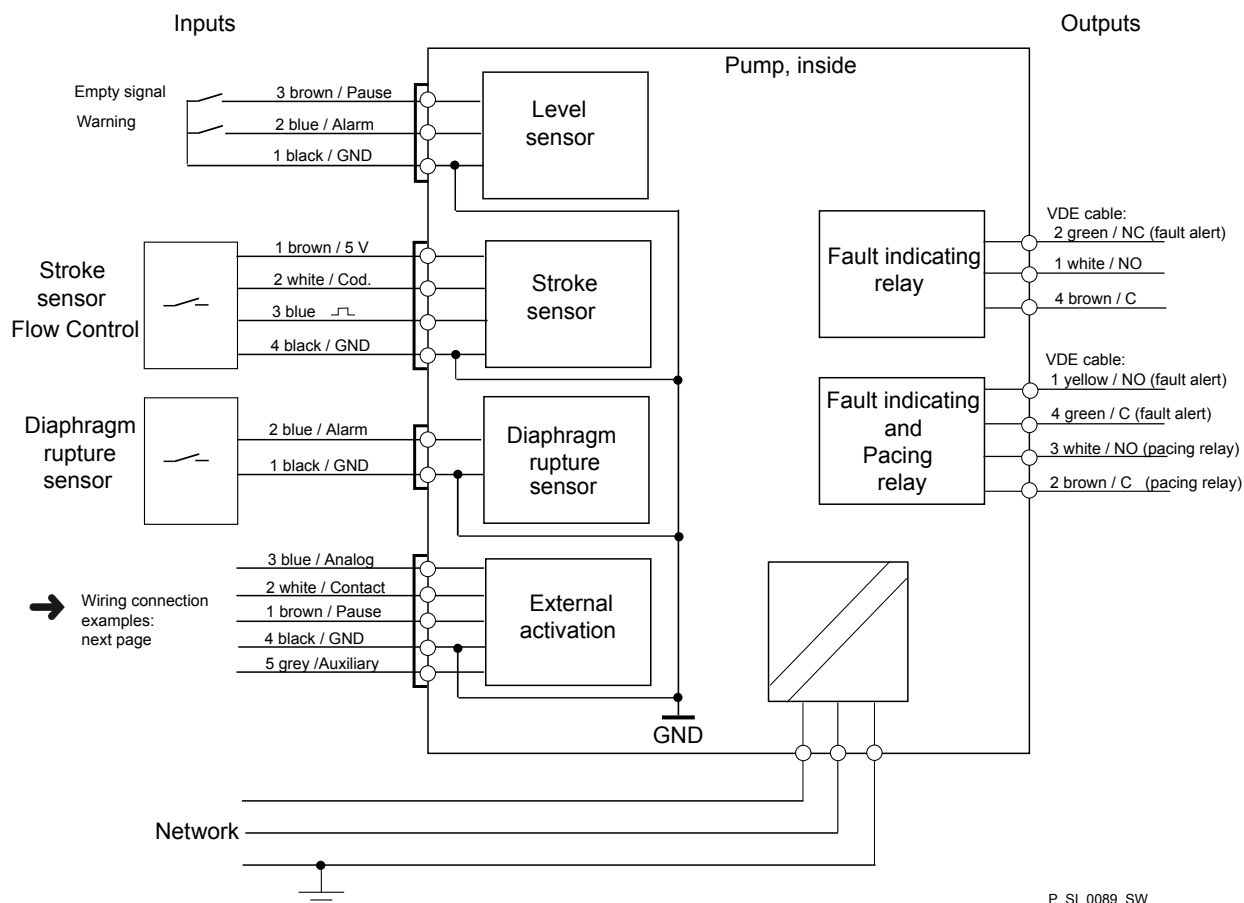 Inputs
Outputs
Pump, inside
Empty signal
Warning
3 brown / Pause
2 blue / Alarm
1 black / GND
Level
sensor
Stroke
sensor
Flow Control
1 brown / 5 V
2 white / Cod.
3 blue
4 black / GND
Stroke
sensor
Diaphragm
rupture
sensor
2 blue / Alarm
1 black / GND
Diaphragm
rupture
sensor
Wiring connection
examples:
next page
3 blue / Analog
2 white / Contact
1 brown / Pause
4 black / GND
5 grey /Auxiliary
External
activation
GND
Fault indicating
relay
VDE cable:
2 green / NC (fault alert)
1 white / NO
4 brown / C
Fault indicating
and
Pacing
relay
VDE cable:
1 yellow / NO (fault alert)
4 green / C (fault alert)
3 white / NO (pacing relay)
2 brown / C (pacing relay)
Network
P_SI_0089_SW